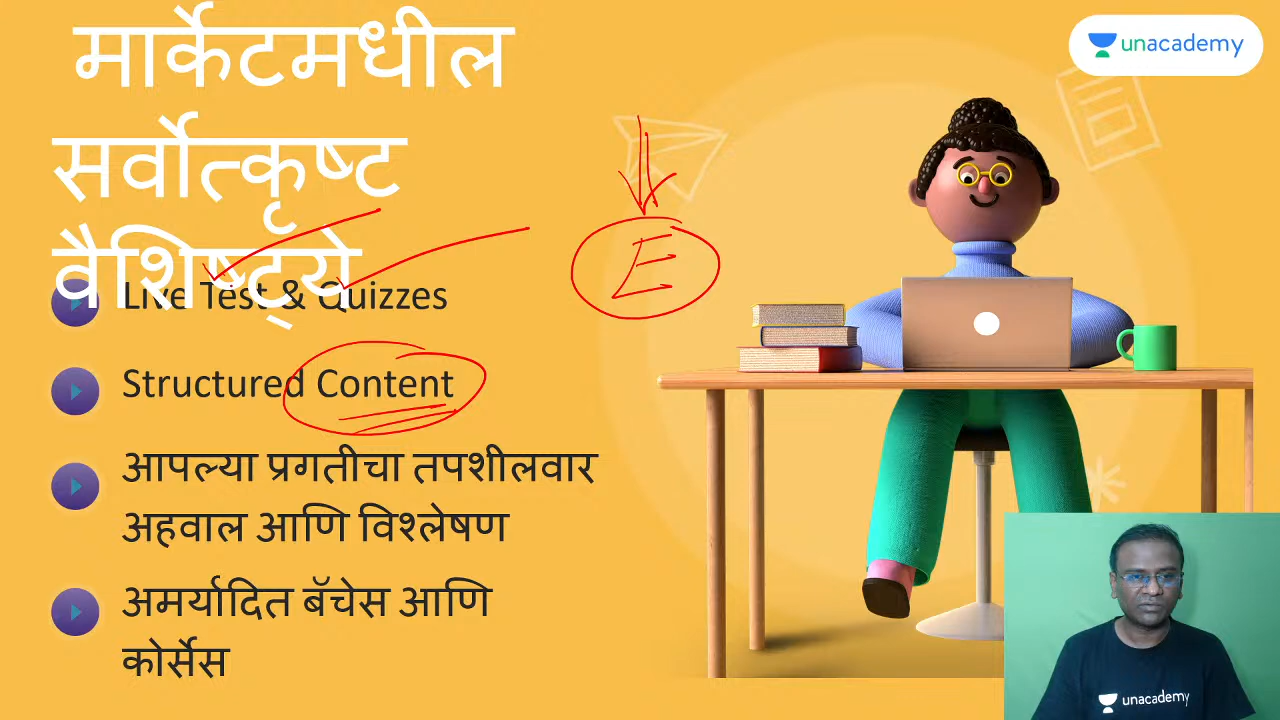 मार्केटमधील
unacademy
सर्वोत्कृष्ट
वैशिष्ट्ये
Live Test & Quizzes
E
Structured Content
आपल्या प्रगतीचा तपशीलवार
अहवाल आणि विश्लेषण
अमर्यादित बॅचेस आणि
कोर्सेस
unacademy